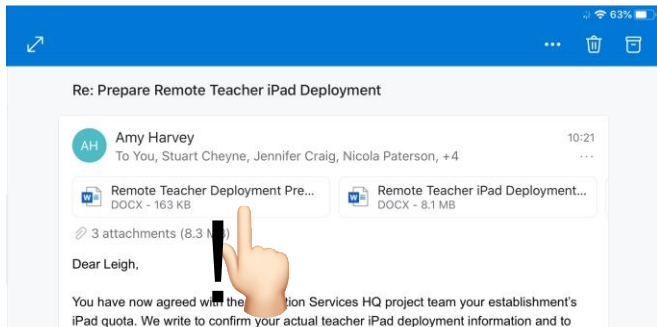 63%
Re: Prepare Remote Teacher iPad Deployment
AH
Amy Harvey
10:21
To You, Stuart Cheyne, Jennifer Craig, Nicola Paterson, +4
Remote Teacher Deployment Pre...
DOCX - 163 KB
Remote Teacher iPad Deployment...
DOCX - 8.1 MB
3 attachments (8.3
Dear Leigh,
You have now agreed with the Services HQ project team your establishment's
iPad quota. We write to confirm your actual teacher iPad deployment information and to